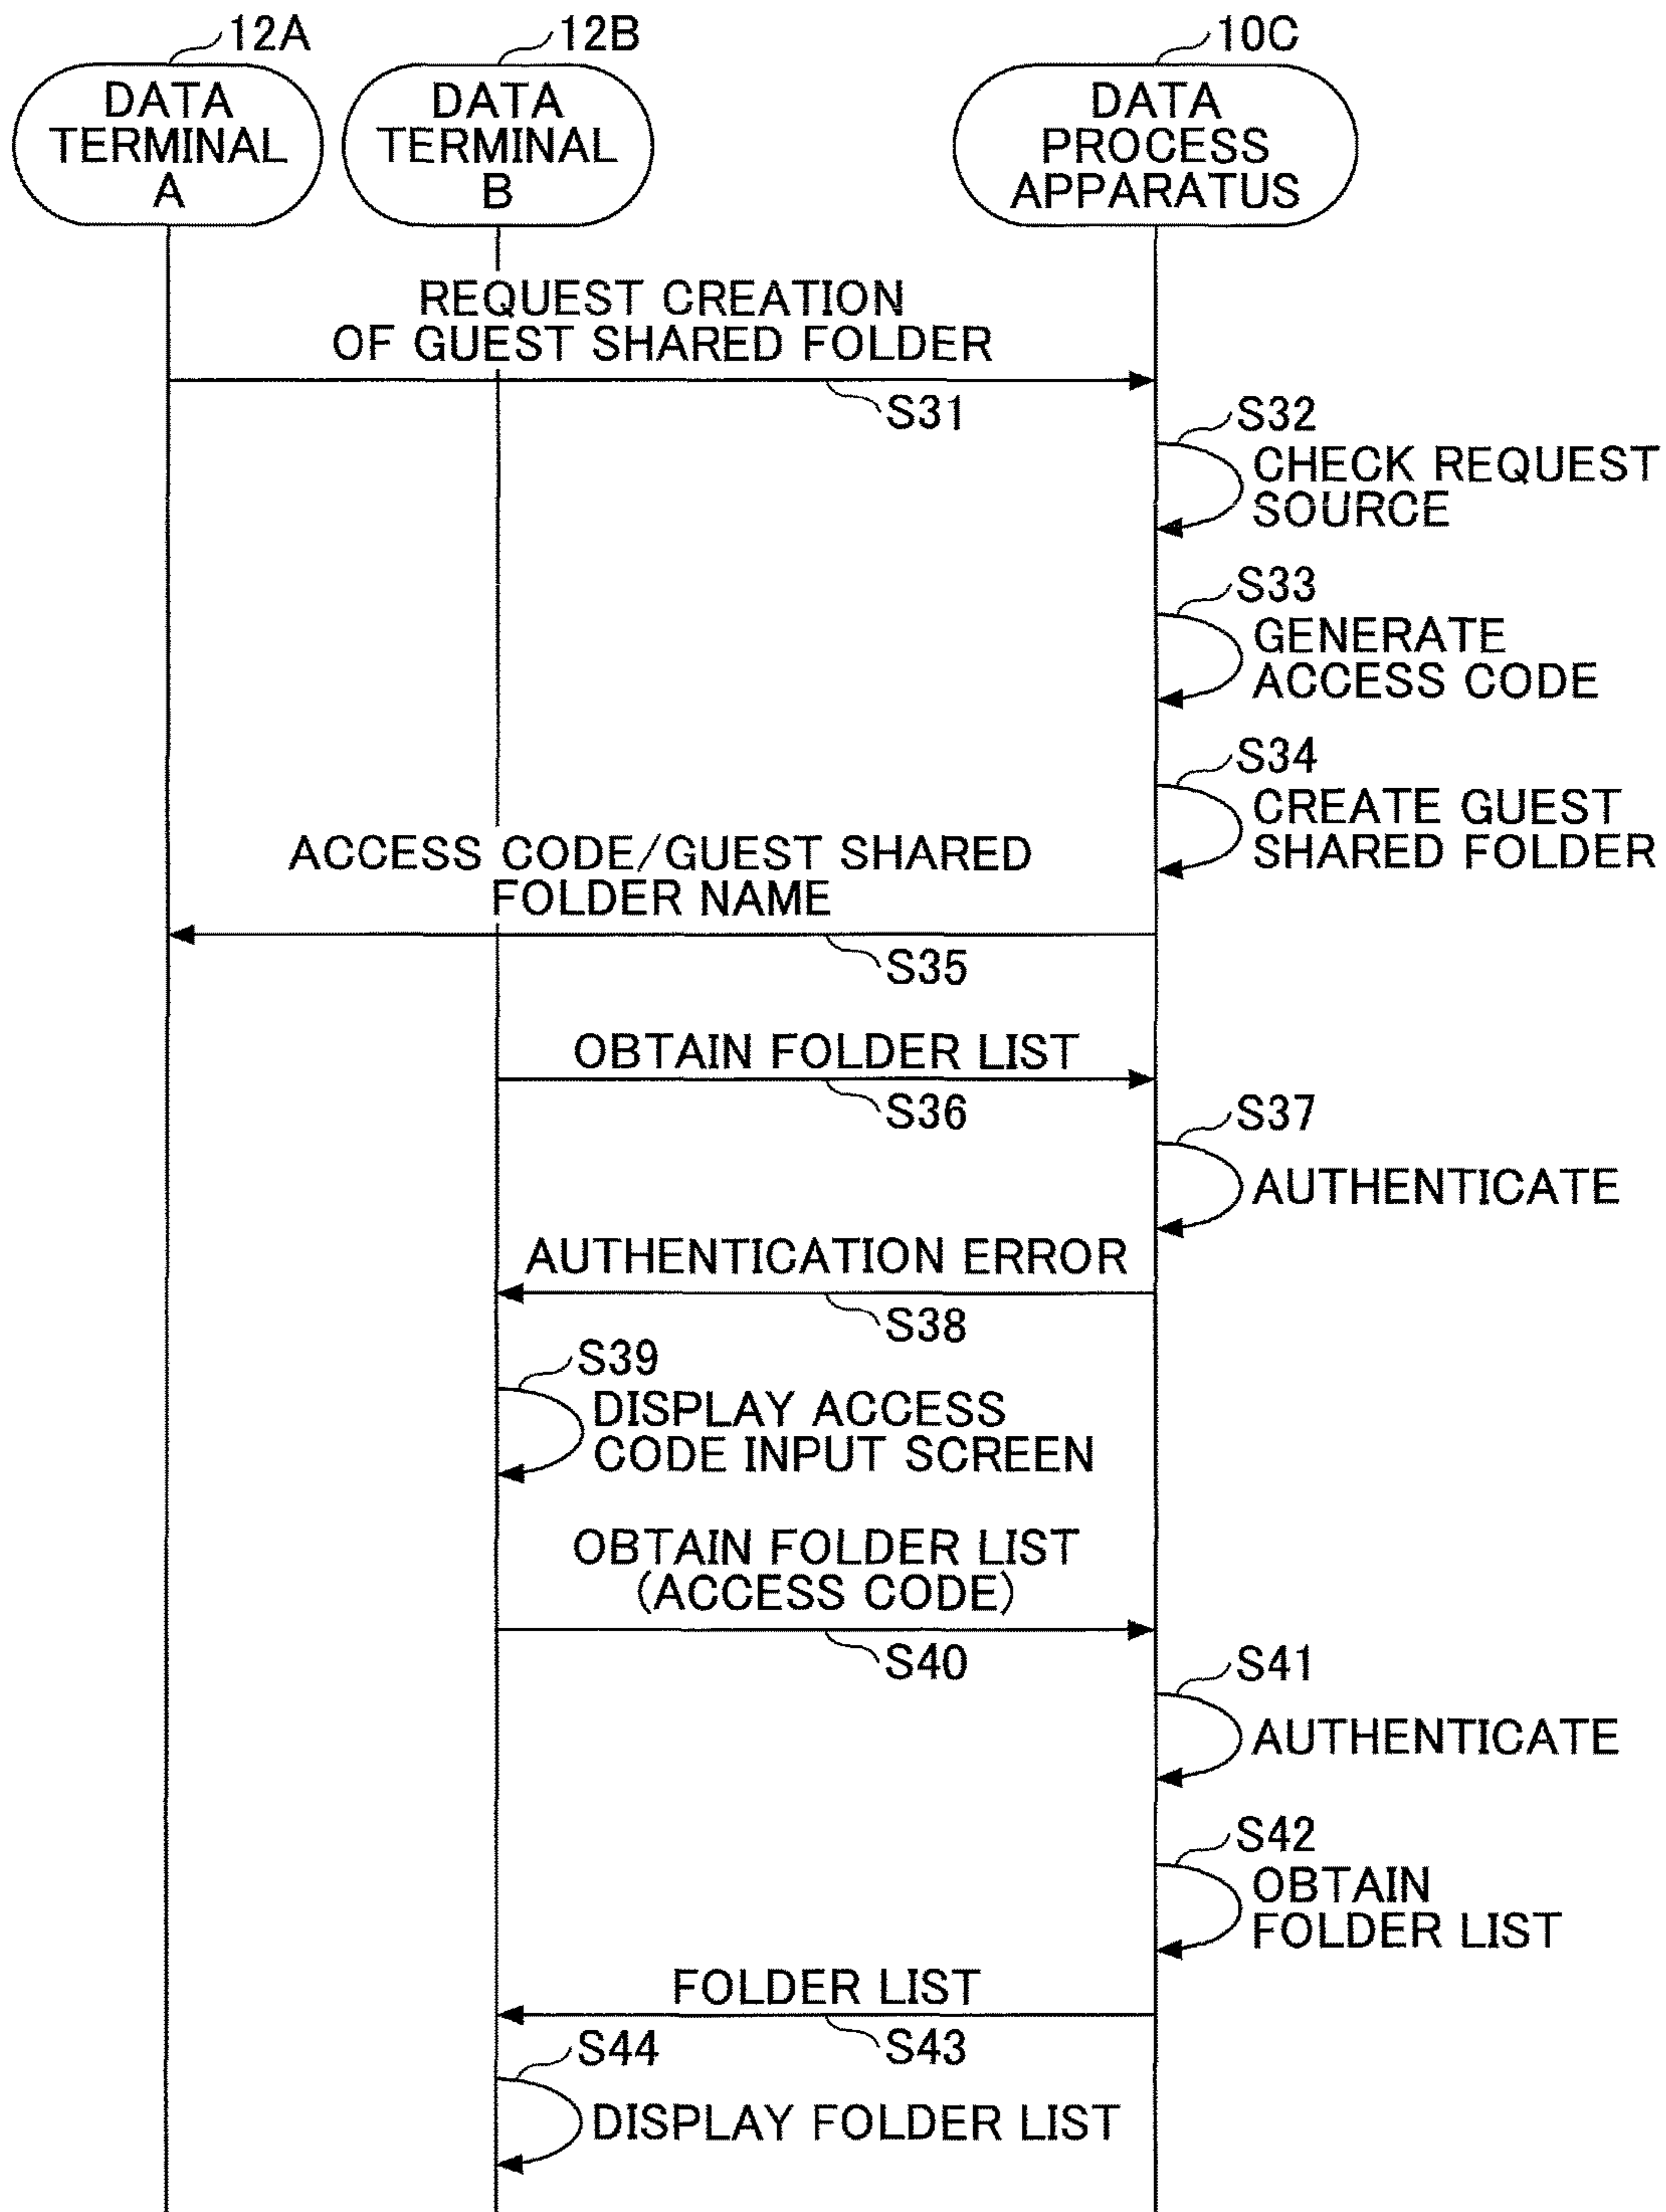 12A
12B
10C
DATA
TERMINAL
A
DATA
TERMINAL
B
DATA
PROCESS
APPARATUS
REQUEST CREATION
OF GUEST SHARED FOLDER
S31
S32
CHECK REQUEST
SOURCE
S33
GENERATE
ACCESS CODE
S34
CREATE GUEST
SHARED FOLDER
ACCESS CODE/GUEST SHARED
FOLDER NAME
S35
OBTAIN FOLDER LIST
S36
S37
AUTHENTICATE
AUTHENTICATION ERROR
S38
S39
DISPLAY ACCESS
CODE INPUT SCREEN
OBTAIN FOLDER LIST
(ACCESS CODE)
S40
S41
AUTHENTICATE
S42
OBTAIN
FOLDER LIST
FOLDER LIST
S43
S44
DISPLAY FOLDER LIST